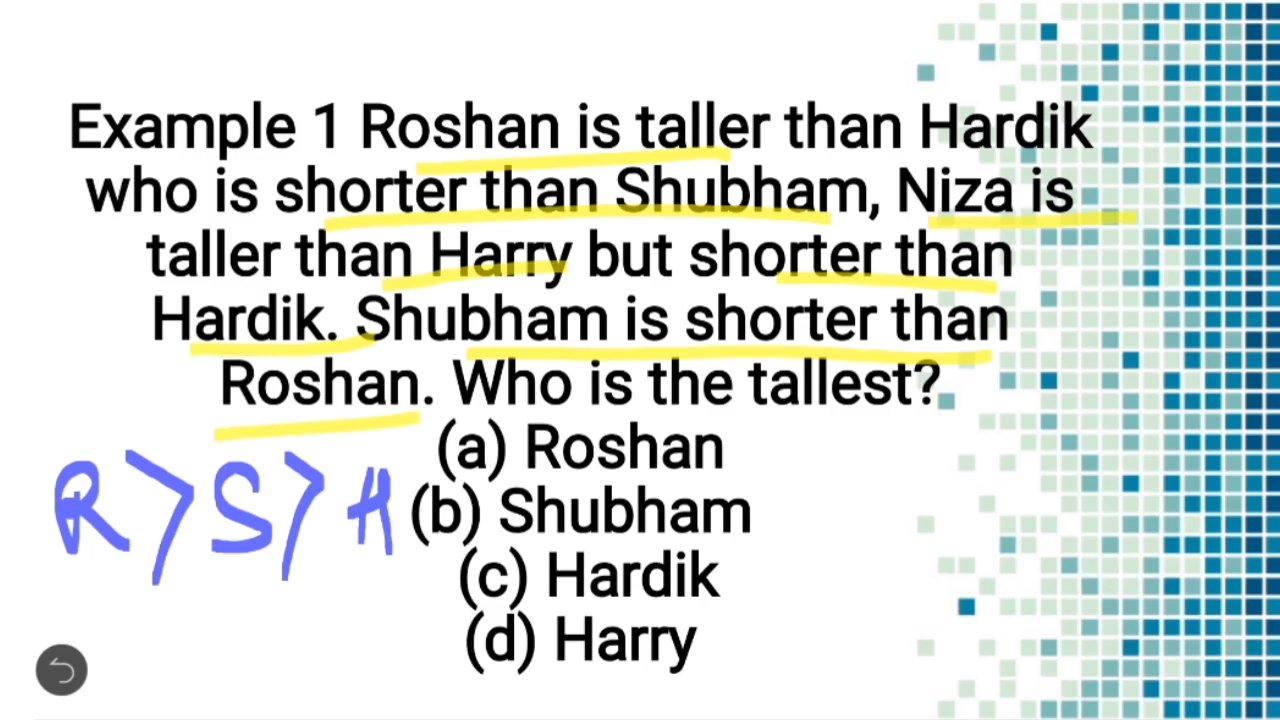 Example 1 Roshan is taller than Hardik
who is shorter than Shubham, Niza is
taller than Harry but shorter than
Hardik. Shubham is shorter than
Roshan. Who is the tallest?
(a) Roshan
(b) Shubham
(c) Hardik
(d) Harry
R > S > H